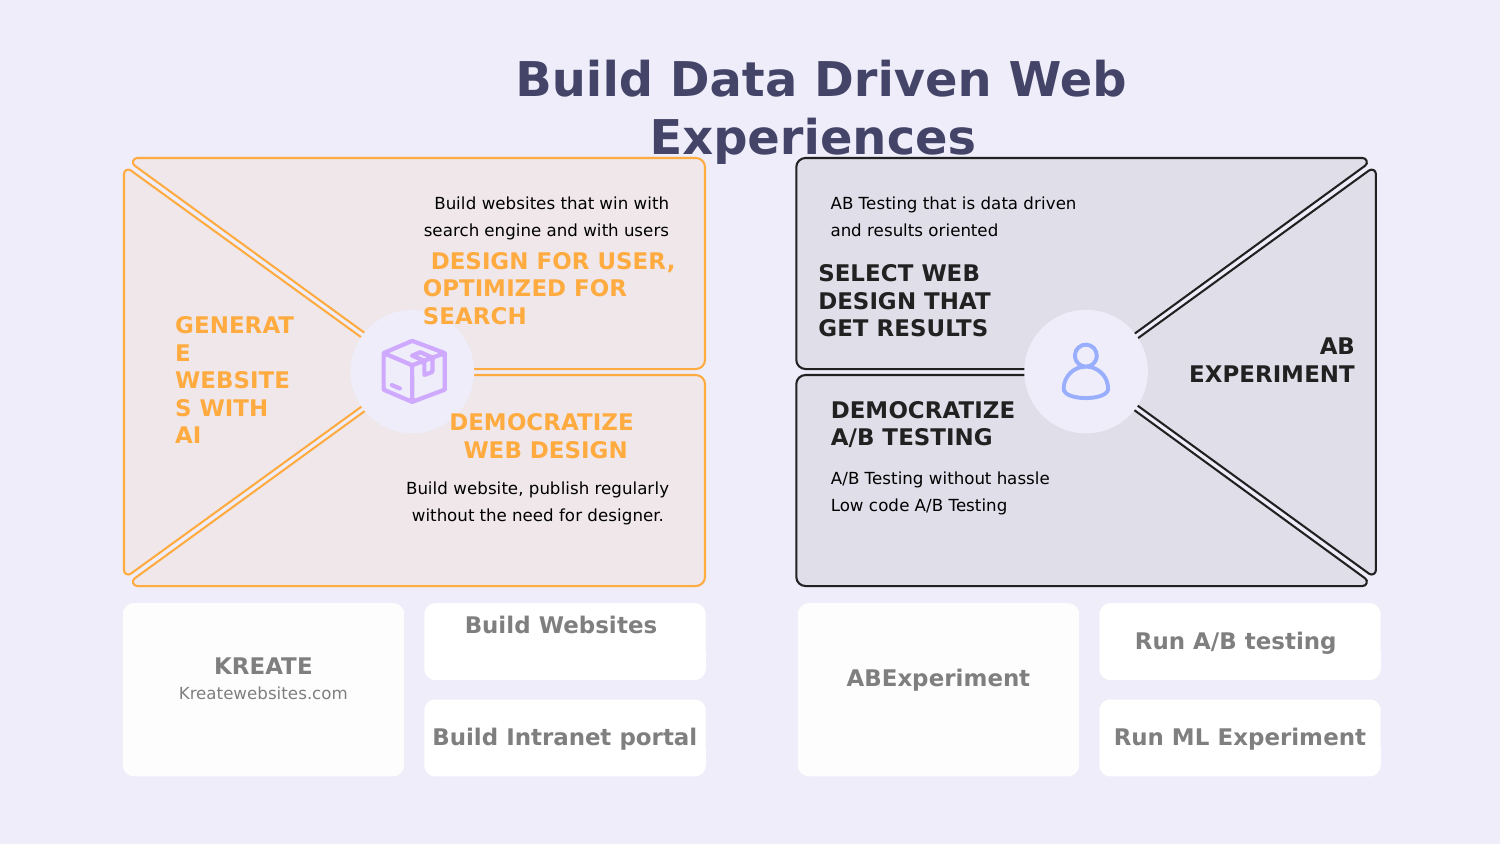 Build Data Driven Web
Experiences
Build websites that win with
search engine and with users
DESIGN FOR USER,
OPTIMIZED FOR
SEARCH
GENERAT
E
WEBSITE
S WITH
AI
DEMOCRATIZE
WEB DESIGN
Build website, publish regularly
without the need for designer.
AB Testing that is data driven
and results oriented
SELECT WEB
DESIGN THAT
GET RESULTS
AB
EXPERIMENT
DEMOCRATIZE
A/B TESTING
A/B Testing without hassle
Low code A/B Testing
KREATE
Kreatewebsites.com
Build Websites
Build Intranet portal
ABExperiment
Run A/B testing
Run ML Experiment